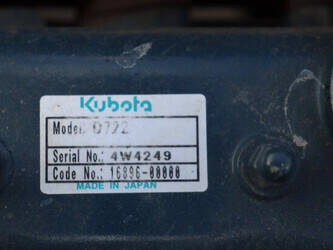 Kubota
Model: D722
Serial No.: 4W4249
Code No.: 16896-00000
MADE IN JAPAN